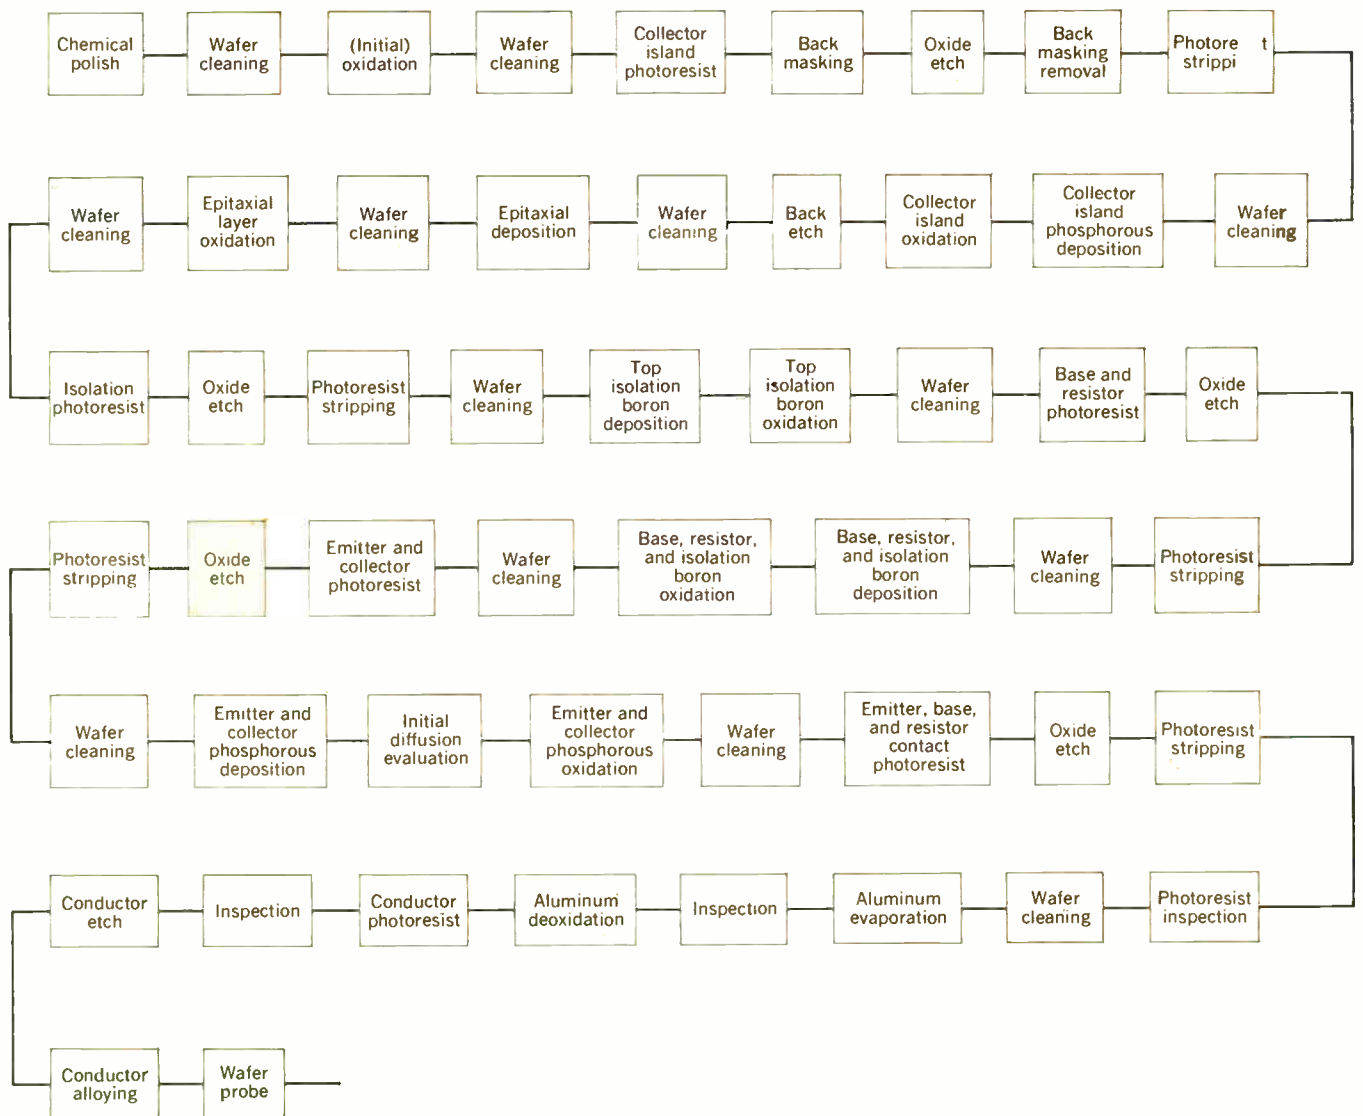 Chemical
polish
Wafer
cleaning
(Initial)
oxidation
Wafer
cleaning
Collector
island
photoresist
Back
masking
Oxide
etch
Back
masking
removal
Photore t
strippi
Wafer
cleaning
Epitaxial
layer
oxidation
Wafer
cleaning
Epitaxial
deposition
Wafer
cleaning
Back
etch
Collector
island
oxidation
Collector
island
phosphorous
deposition
Wafer
cleaning
Isolation
photoresist
Oxide
etch
Photoresist
stripping
Wafer
cleaning
Top
isolation
boron
deposition
Top
isolation
boron
oxidation
Wafer
cleaning
Base and
resistor
photoresist
Oxide
etch
Photoresist
stripping
Oxide
etch
Emitter and
collector
photoresist
Wafer
cleaning
Base, resistor,
and isolation
boron
oxidation
Base, resistor,
and isolation
boron
deposition
Wafer
cleaning
Photoresist
stripping
Wafer
cleaning
Emitter and
collector
phosphorous
deposition
Initial
diffusion
evaluation
Emitter and
collector
phosphorous
oxidation
Wafer
cleaning
Emitter, base,
and resistor
contact
photoresist
Oxide
etch
Photoresist
stripping
Conductor
etch
Inspection
Conductor
photoresist
Aluminum
deoxidation
Inspection
Aluminum
evaporation
Wafer
cleaning
Photoresist
inspection
Conductor
alloying
Wafer
probe